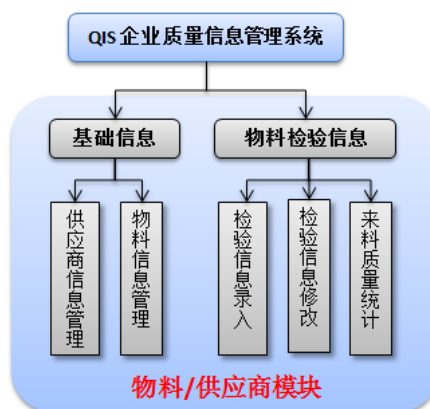 QIS 企业质量信息管理系统
基础信息
物料检验信息
供应商信息管理
物料信息管理
检验信息录入
检验信息修改
来料质量统计
物料/供应商模块